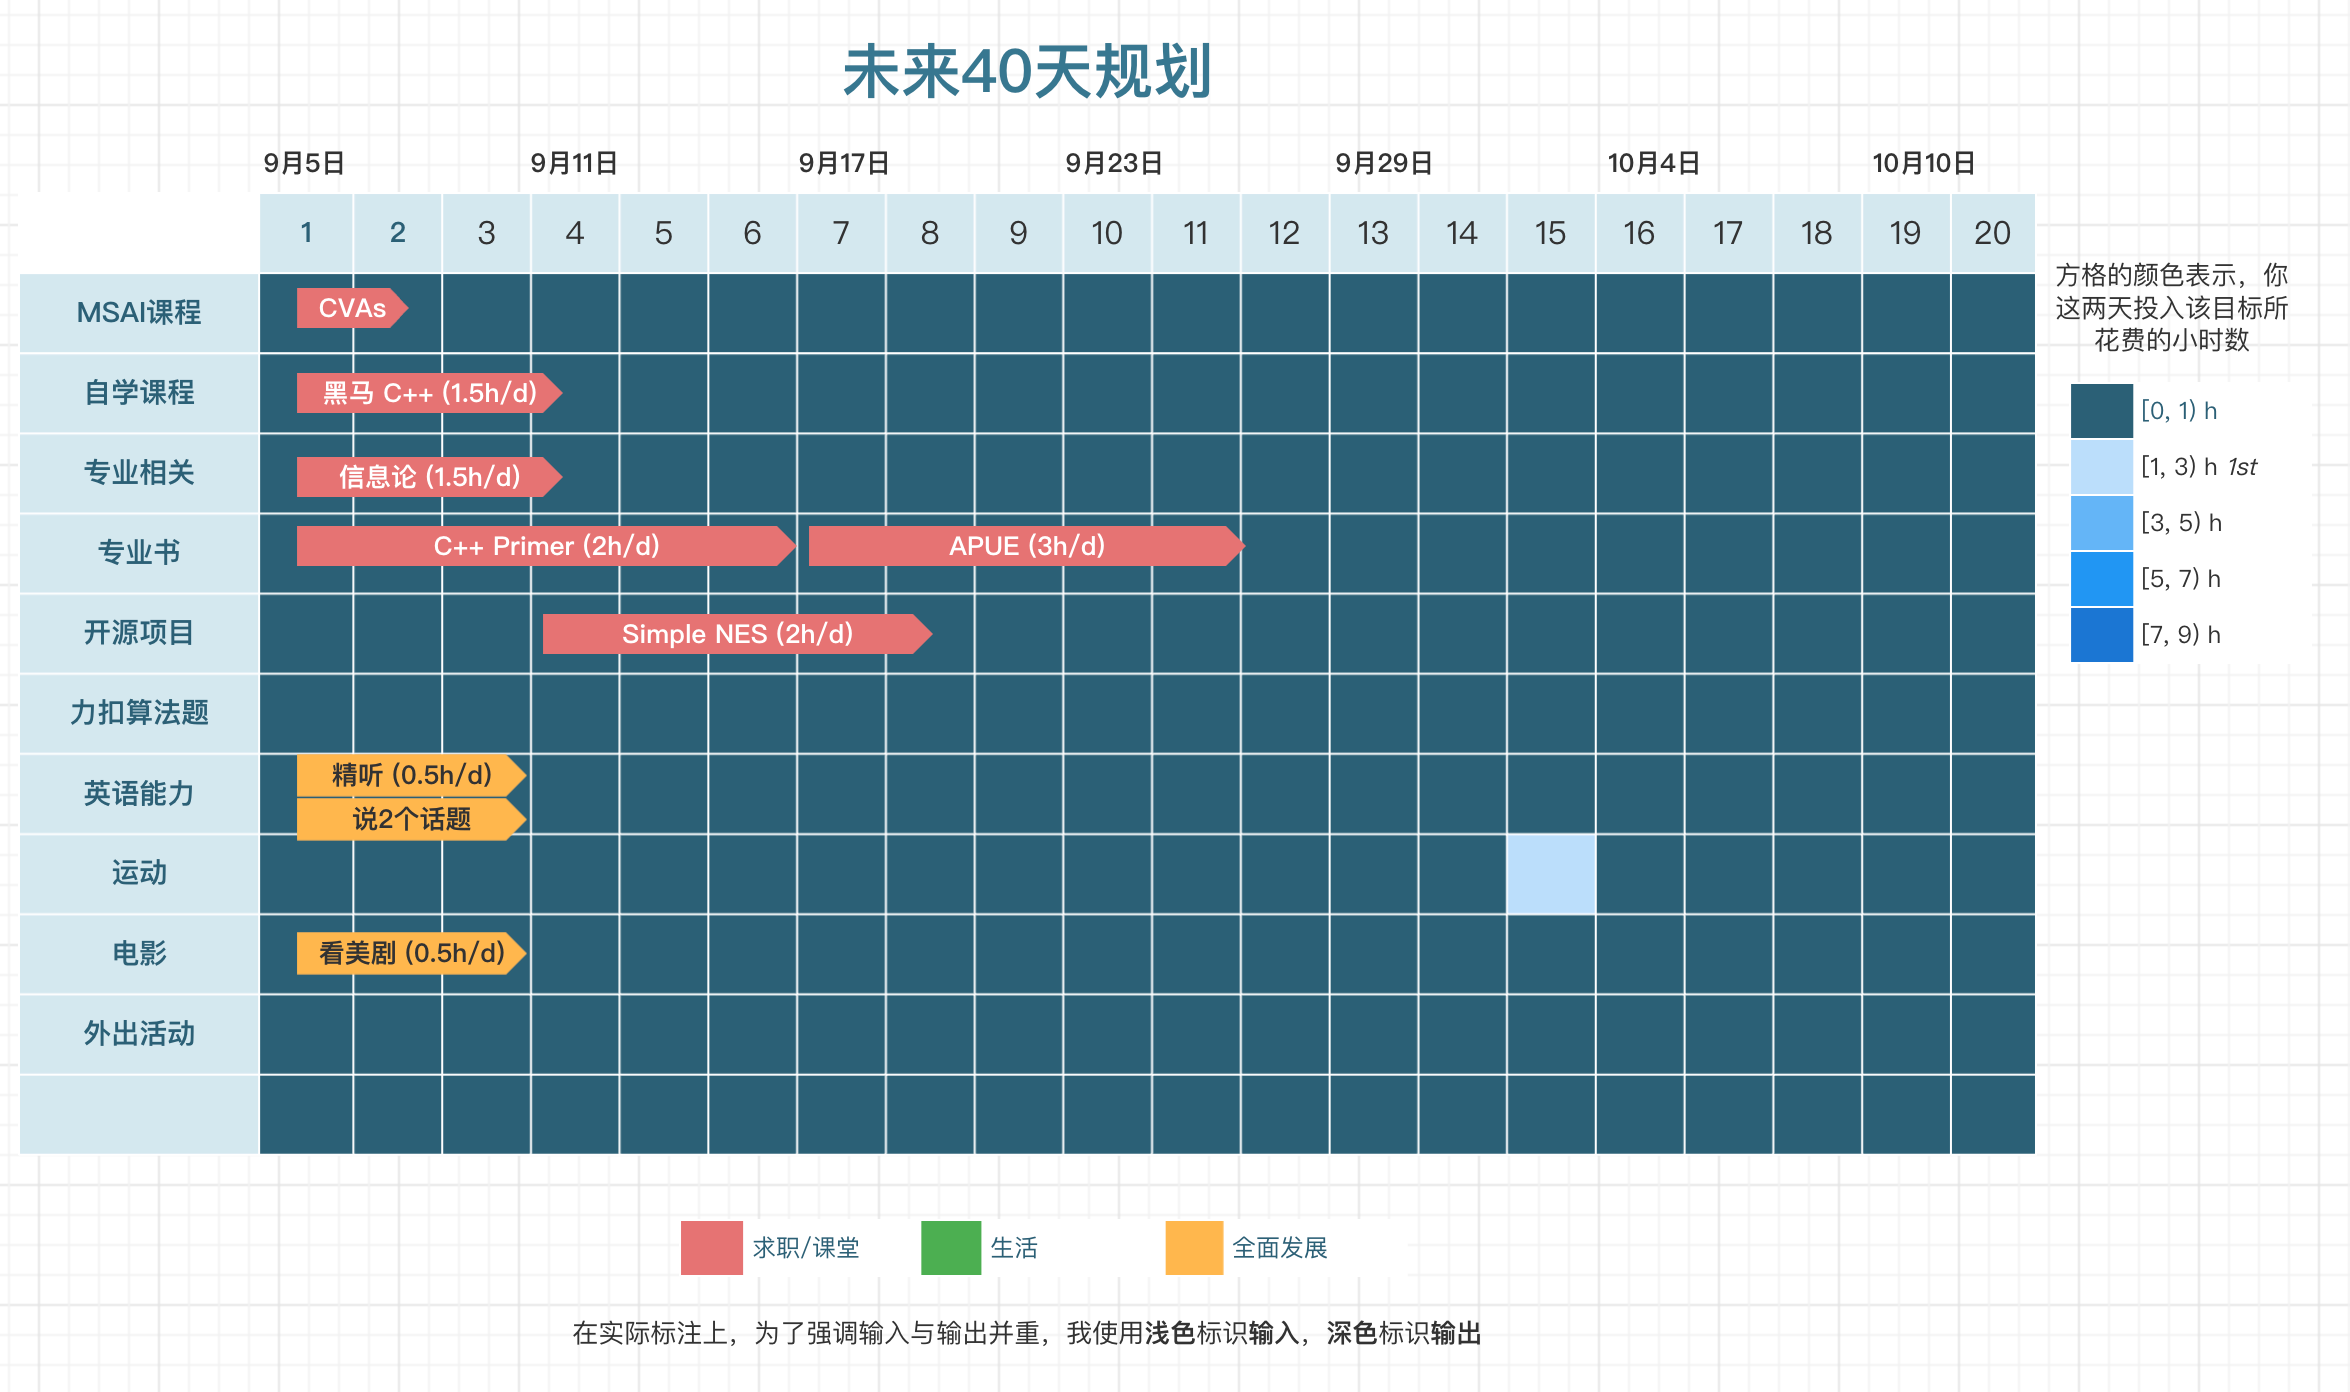 未来40天规划
9月5日 9月11日 9月17日 9月23日 9月29日 10月4日 10月10日
1 2 3 4 5 6 7 8 9 10 11 12 13 14 15 16 17 18 19 20
MSAI课程
CVAs
自学课程
黑马 C++ (1.5h/d)
专业相关
信息论 (1.5h/d)
专业书
C++ Primer (2h/d)
APUE (3h/d)
开源项目
Simple NES (2h/d)
力扣算法题
英语能力
精听 (0.5h/d)
说2个话题
运动
电影
看美剧 (0.5h/d)
外出活动
方格的颜色表示，你
这两天投入该目标所
花费的小时数
[0, 1) h
[1, 3) h 1st
[3, 5) h
[5, 7) h
[7, 9) h
求职/课堂
生活
全面发展
在实际标注上，为了强调输入与输出并重，我使用浅色标识输入，深色标识输出